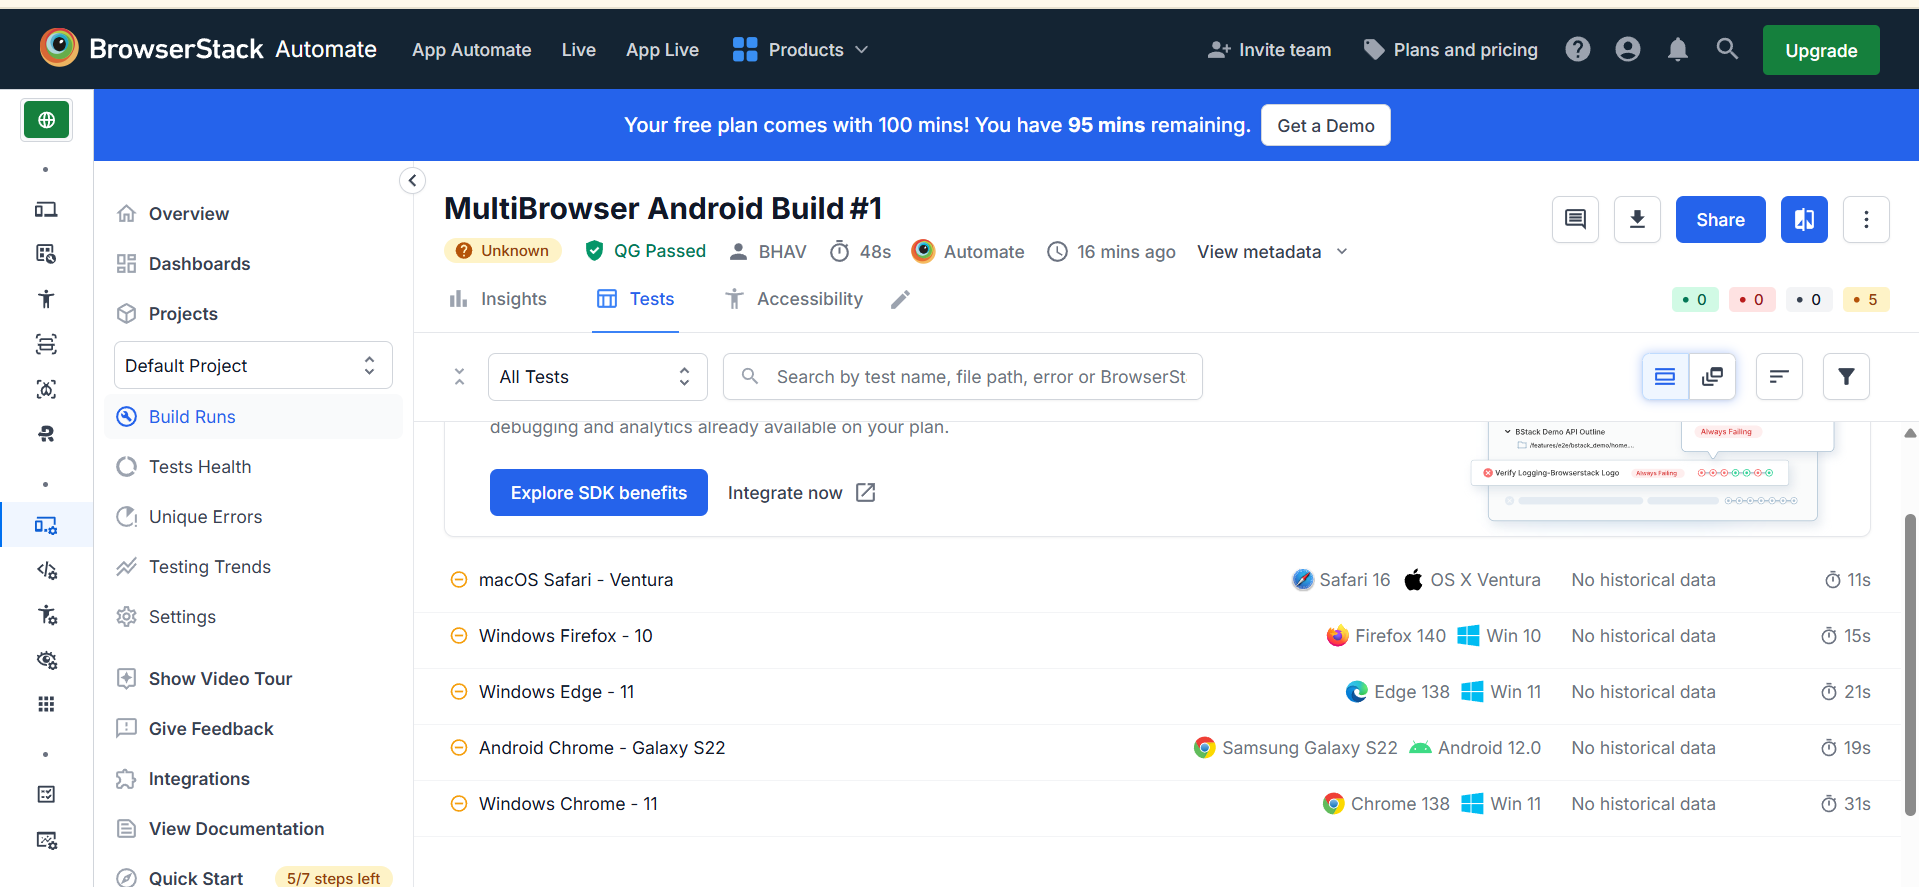 BrowserStack Automate App Automate Live App Live Products Invite team Plans and pricing Upgrade
Your free plan comes with 100 mins! You have 95 mins remaining. Get a Demo
Overview
Dashboards
Projects
Default Project
Build Runs
Tests Health
Unique Errors
Testing Trends
Settings
Show Video Tour
Give Feedback
Integrations
View Documentation
Quick Start 5/7 steps left
MultiBrowser Android Build #1
Share
Unknown QG Passed BHAV 48s Automate 16 mins ago View metadata
Insights Tests Accessibility
0 0 0 5
All Tests Search by test name, file path, error or BrowserSt
debugging and analytics already available on your plan.
Explore SDK benefits Integrate now
BStack Demo API Outline
/features/e2e/bstack_demo/home....
Always Failing
Verify Logging-Browserstack Logo Always Failing
macOS Safari - Ventura Safari 16 OS X Ventura No historical data 11s
Windows Firefox - 10 Firefox 140 Win 10 No historical data 15s
Windows Edge - 11 Edge 138 Win 11 No historical data 21s
Android Chrome - Galaxy S22 Samsung Galaxy S22 Android 12.0 No historical data 19s
Windows Chrome - 11 Chrome 138 Win 11 No historical data 31s